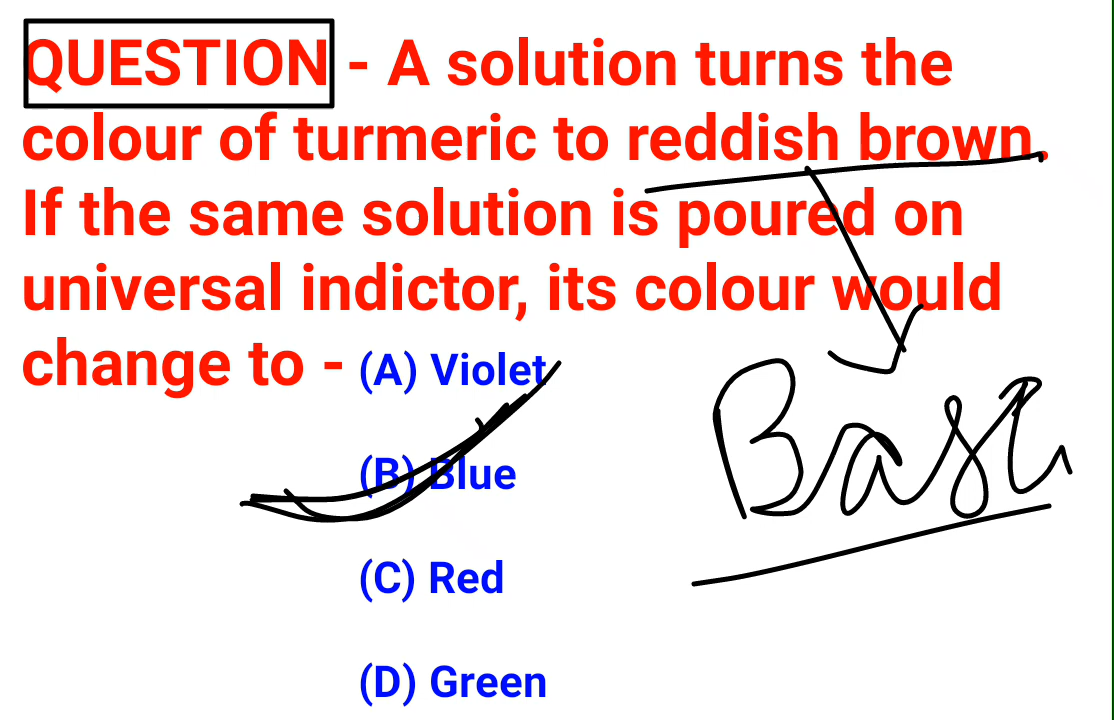 QUESTION - A solution turns the
colour of turmeric to reddish brown.
If the same solution is poured on
universal indictor, its colour would
change to - (A) Violet
(B) Blue
Base
(C) Red
(D) Green